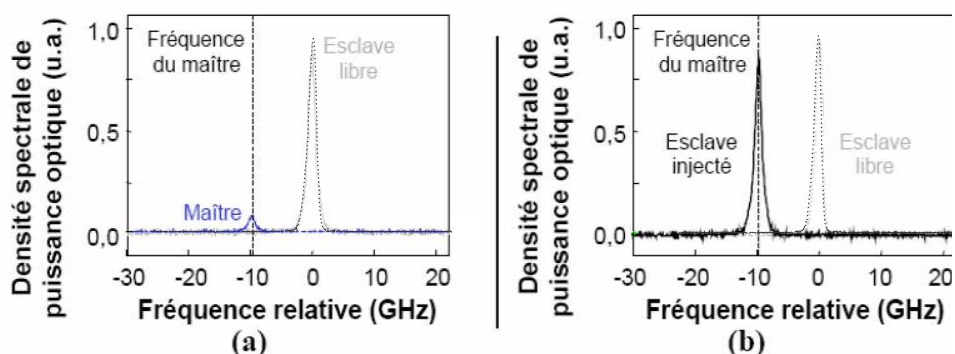 Densité spectrale de
puissance optique (u.a.)
1,0
0,5
0,0
Fréquence
du maître
Esclave
libre
Maître
-30
-20
-10
0
10
20
Fréquence relative (GHz)
(a)
Densité spectrale de
puissance optique (u.a.)
1,0
0,5
0,0
Fréquence
du maître
Esclave
injecté
Esclave
libre
-30
-20
-10
0
10
20
Fréquence relative (GHz)
(b)